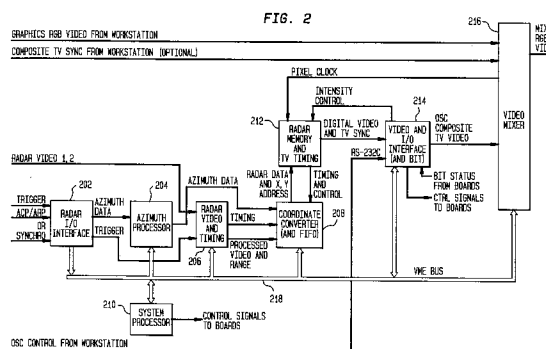 FIG. 2
216
GRAPHICS RGB VIDEO FROM WORKSTATION
MIX
RGB
VID
COMPOSITE TV SYNC FROM WORKSTATION (OPTIONAL)
PIXEL CLOCK
INTENSITY
CONTROL
214
212
RADAR
MEMORY
AND
TV TIMING
DIGITAL VIDEO
AND TV SYNC
VIDEO AND
I/O
INTERFACE
(AND BIT)
OSC
COMPOSITE
TV VIDEO
VIDEO
MIXER
RS-232C
RADAR VIDEO 1, 2
RADAR DATA
AND X, Y
ADDRESS
TIMING
AND
CONTROL
BIT STATUS
FROM BOARDS
CTRL SIGNALS
TO BOARDS
202
204
AZIMUTH DATA
TRIGGER
ACP/ARP
OR
SYNCHRO
RADAR
I/O
INTERFACE
AZIMUTH
DATA
TRIGGER
AZIMUTH
PROCESSOR
RADAR
VIDEO
AND
TIMING
TIMING
COORDINATE
CONVERTER
(AND FIFO)
208
206
PROCESSED
VIDEO AND
RANGE
VME BUS
218
210
SYSTEM
PROCESSOR
CONTROL SIGNALS
TO BOARDS
OSC CONTROL FROM WORKSTATION